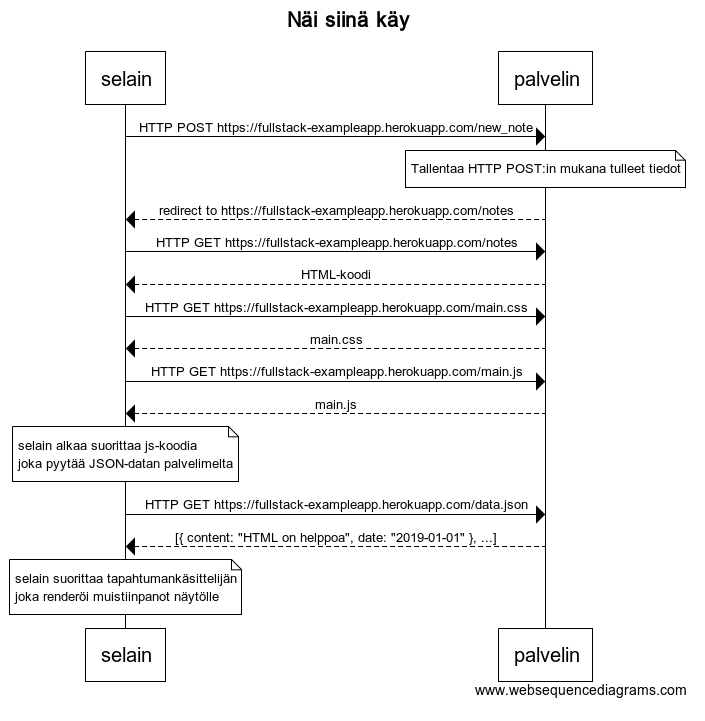 Näi siinä käy
selain
palvelin
HTTP POST https://fullstack-exampleapp.herokuapp.com/new_note
Tallentaa HTTP POST:in mukana tulleet tiedot
redirect to https://fullstack-exampleapp.herokuapp.com/notes
HTTP GET https://fullstack-exampleapp.herokuapp.com/notes
HTML-koodi
HTTP GET https://fullstack-exampleapp.herokuapp.com/main.css
main.css
HTTP GET https://fullstack-exampleapp.herokuapp.com/main.js
main.js
selain alkaa suorittaa js-koodia
joka pyytää JSON-datan palvelimelta
HTTP GET https://fullstack-exampleapp.herokuapp.com/data.json
[{ content: "HTML on helppoa", date: "2019-01-01" }, ...]
selain suorittaa tapahtumankäsittelijän
joka renderöi muistiinpanot näytölle
selain
palvelin
www.websequencediagrams.com